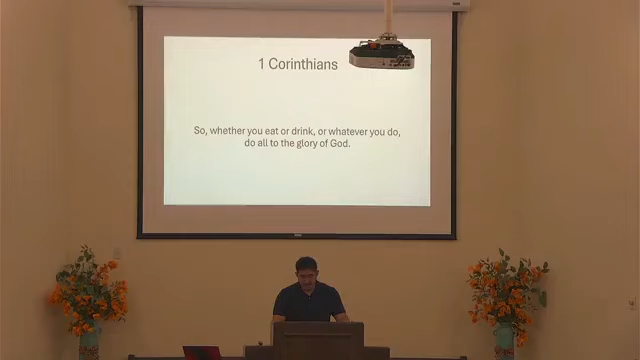 1 Corinthians
So, whether you eat or drink, or whatever you do,
do all to the glory of God.